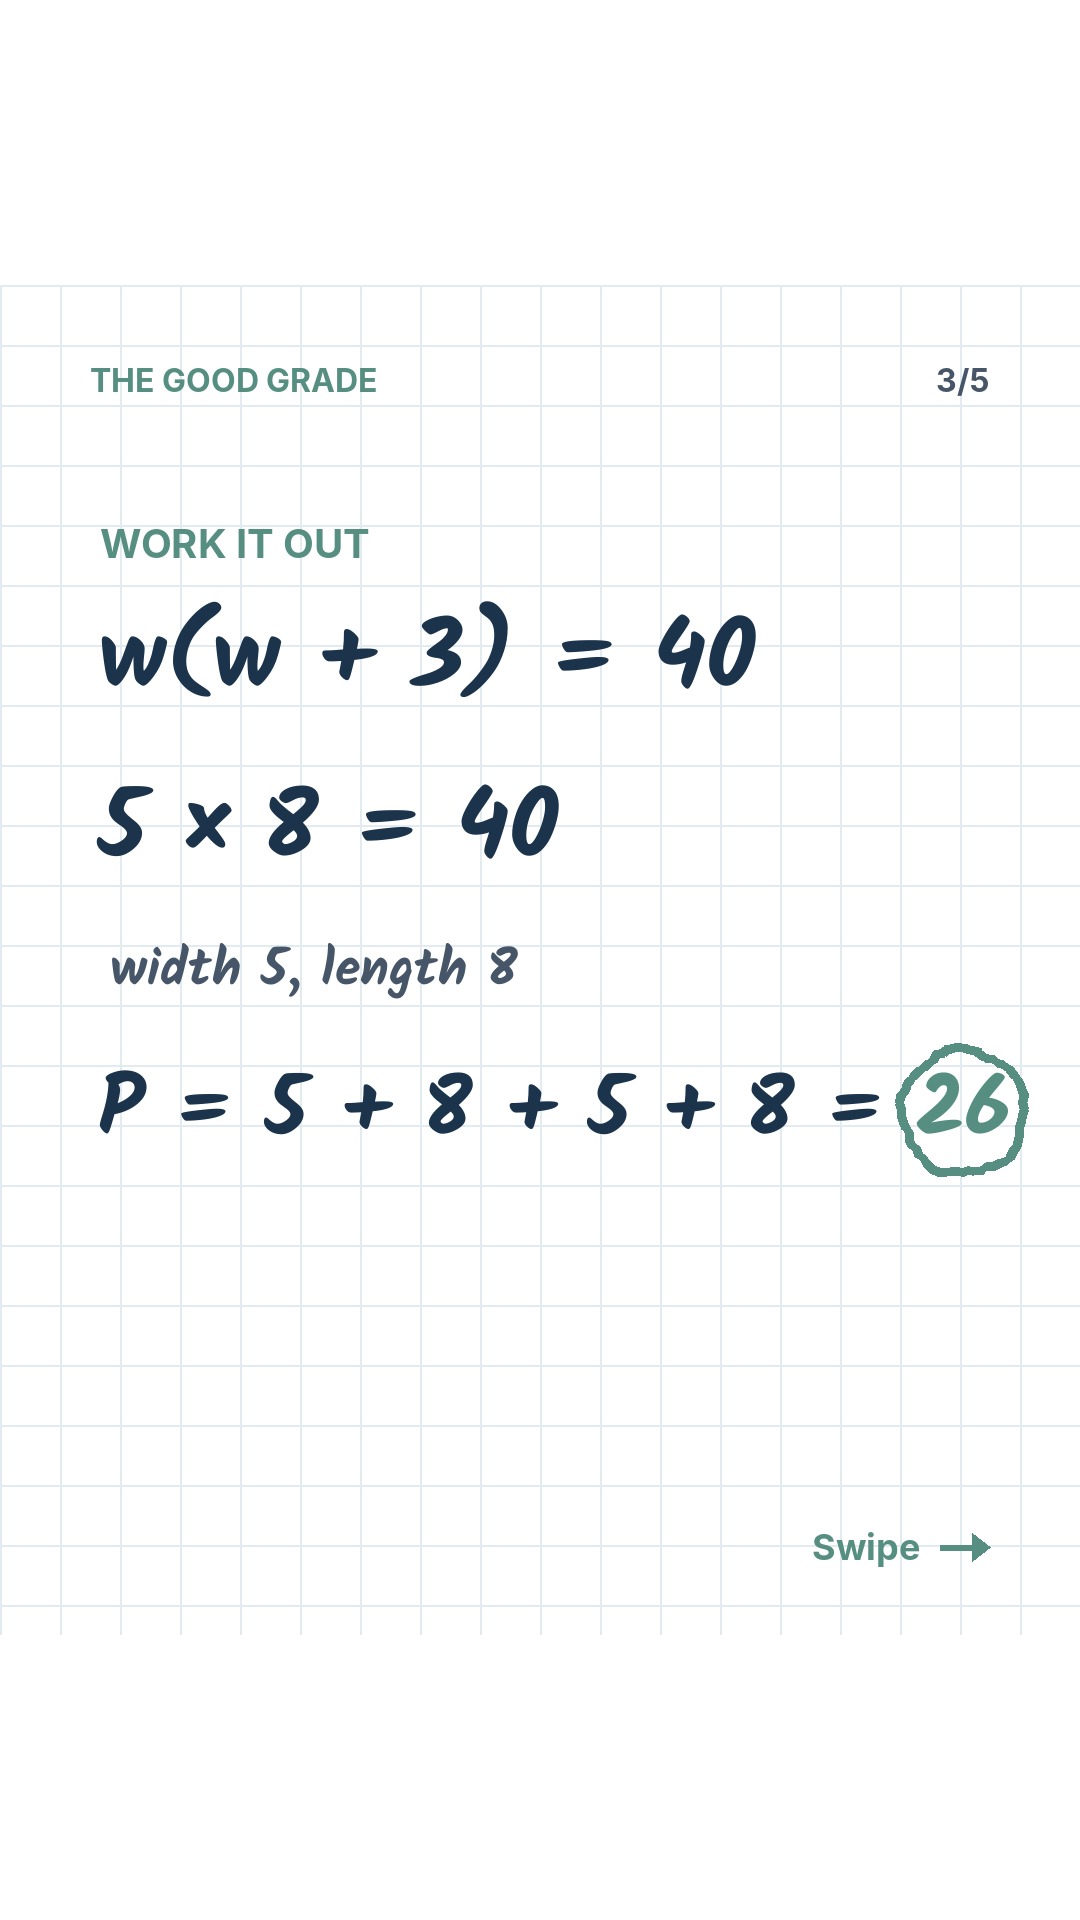 THE GOOD GRADE 3/5
WORK IT OUT
w(w + 3) = 40
5 × 8 = 40
width 5, length 8
P = 5 + 8 + 5 + 8 = 26
Swipe →